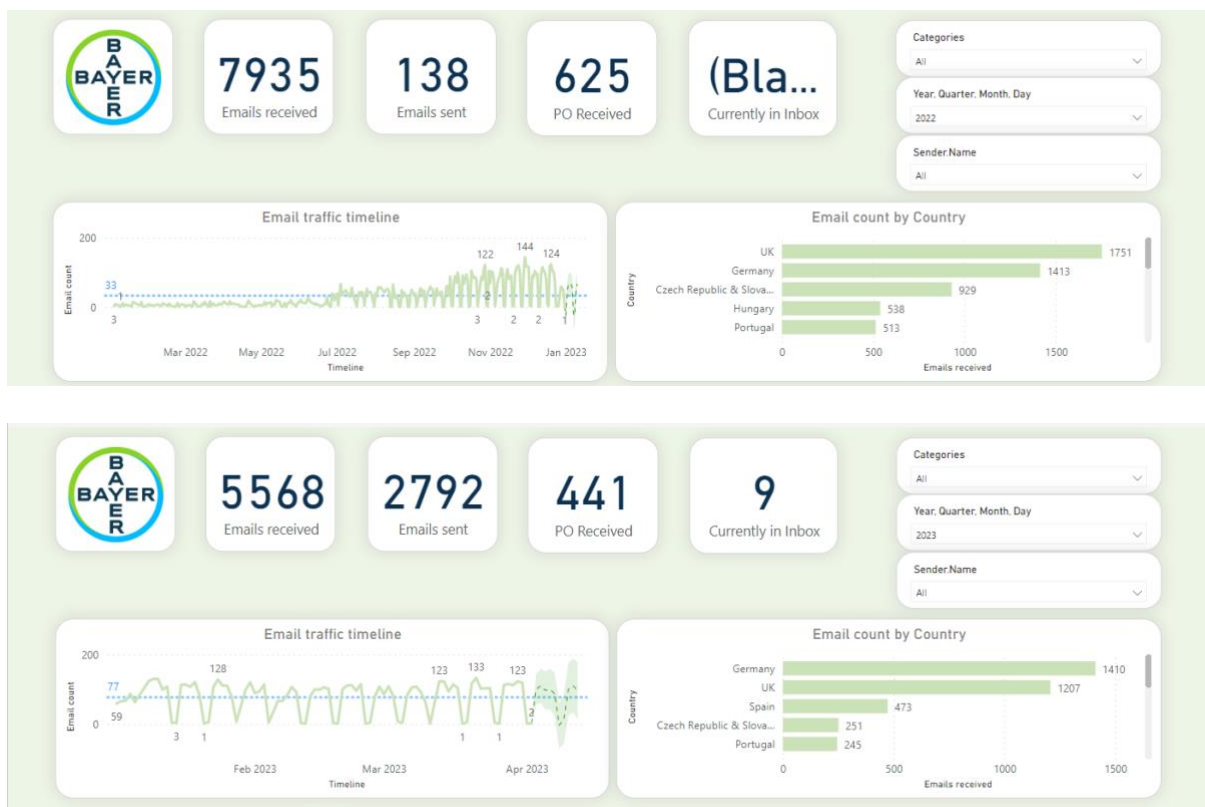 BAYER
BAYER
7935
Emails received
138
Emails sent
625
PO Received
(Bla...
Currently in Inbox
Categories
All
Year, Quarter, Month, Day
2022
Sender.Name
All
Email traffic timeline
200
0
Email count
33
1
3
122
144
124
2
3
2
2
1
Mar 2022
May 2022
Jul 2022
Sep 2022
Nov 2022
Jan 2023
Timeline
Email count by Country
Country
UK
1751
Germany
1413
Czech Republic & Slova...
929
Hungary
538
Portugal
513
0
500
1000
1500
Emails received
BAYER
BAYER
5568
Emails received
2792
Emails sent
441
PO Received
9
Currently in Inbox
Categories
All
Year, Quarter, Month, Day
2023
Sender.Name
All
Email traffic timeline
200
0
Email count
77
59
128
123
133
123
3
1
1
1
2
Feb 2023
Mar 2023
Apr 2023
Timeline
Email count by Country
Country
Germany
1410
UK
1207
Spain
473
Czech Republic & Slova...
251
Portugal
245
0
500
1000
1500
Emails received